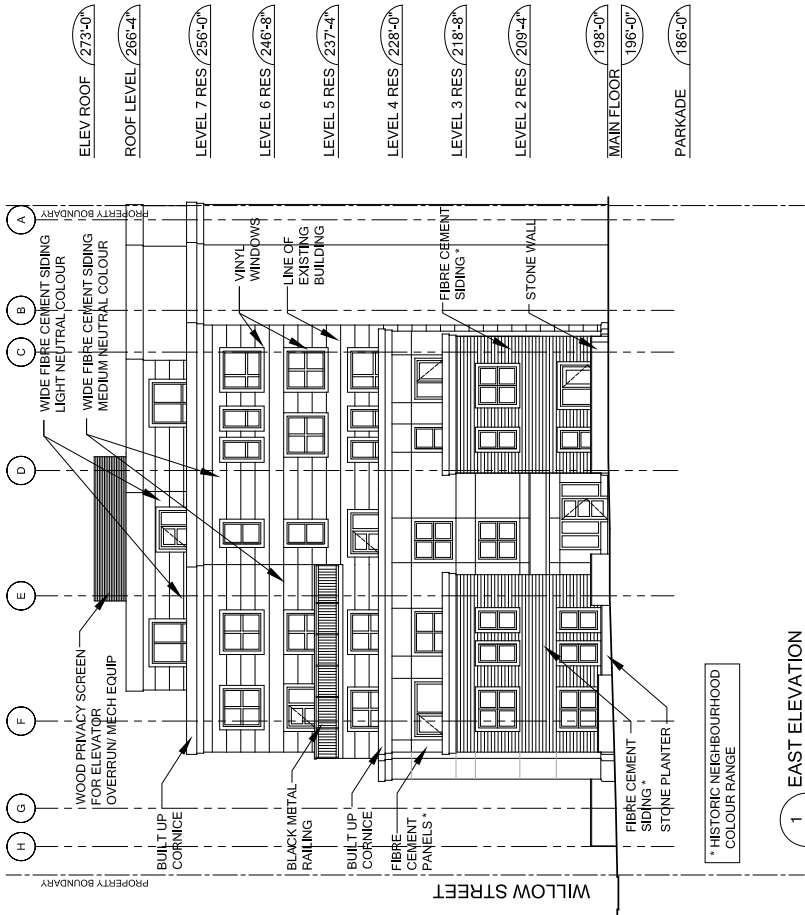 H
G
F
E
D
C
B
A
PROPERTY BOUNDARY
PROPERTY BOUNDARY
WOOD PRIVACY SCREEN
FOR ELEVATOR
OVERRUN/ MECH EQUIP
WIDE FIBRE CEMENT SIDING
LIGHT NEUTRAL COLOUR
WIDE FIBRE CEMENT SIDING
MEDIUM NEUTRAL COLOUR
BUILT UP
CORNICE
VINYL
WINDOWS
BLACK METAL
RAILING
LINE OF
EXISTING
BUILDING
BUILT UP
CORNICE
FIBRE
CEMENT
PANELS *
FIBRE CEMENT
SIDING *
STONE WALL
FIBRE CEMENT
SIDING *
STONE PLANTER
WILLOW STREET
* HISTORIC NEIGHBOURHOOD
COLOUR RANGE
1 EAST ELEVATION
ELEV ROOF 273'-0"
ROOF LEVEL 266'-4"
LEVEL 7 RES 256'-0"
LEVEL 6 RES 246'-8"
LEVEL 5 RES 237'-4"
LEVEL 4 RES 228'-0"
LEVEL 3 RES 218'-8"
LEVEL 2 RES 209'-4"
198'-0"
MAIN FLOOR 196'-0"
PARKADE 186'-0"